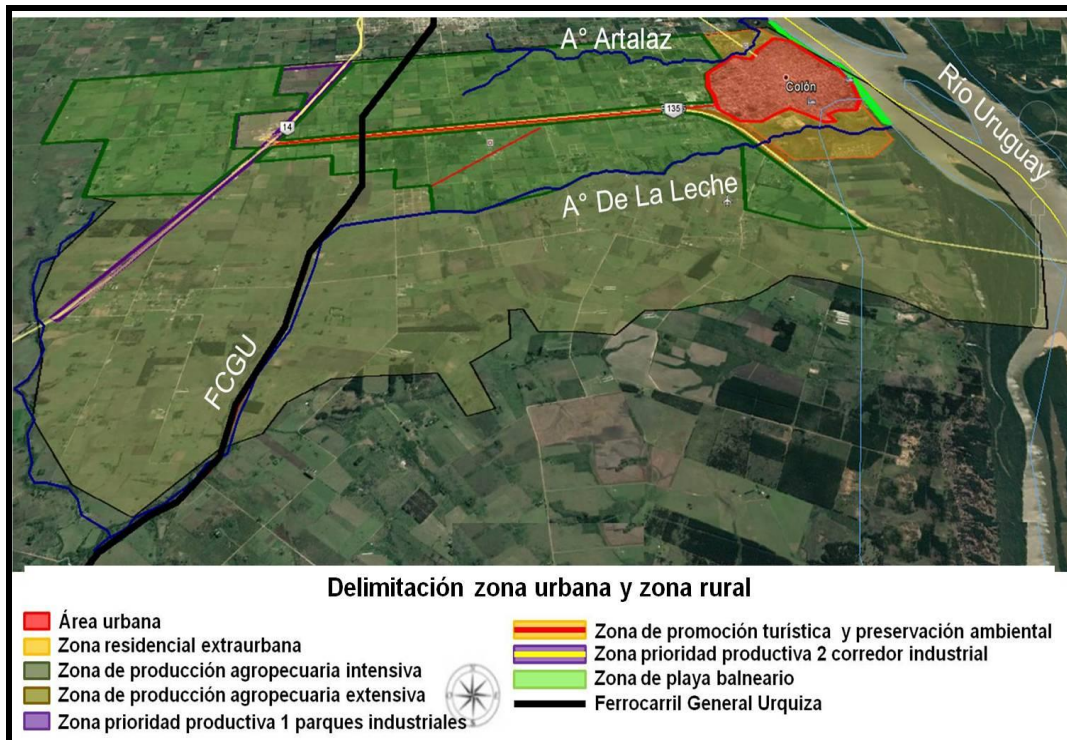 A° Artalaz
Colón
Río Uruguay
14
135
A° De La Leche
FCGU
Delimitación zona urbana y zona rural
Área urbana
Zona residencial extraurbana
Zona de producción agropecuaria intensiva
Zona de producción agropecuaria extensiva
Zona prioridad productiva 1 parques industriales
Zona de promoción turística y preservación ambiental
Zona prioridad productiva 2 corredor industrial
Zona de playa balneario
Ferrocarril General Urquiza